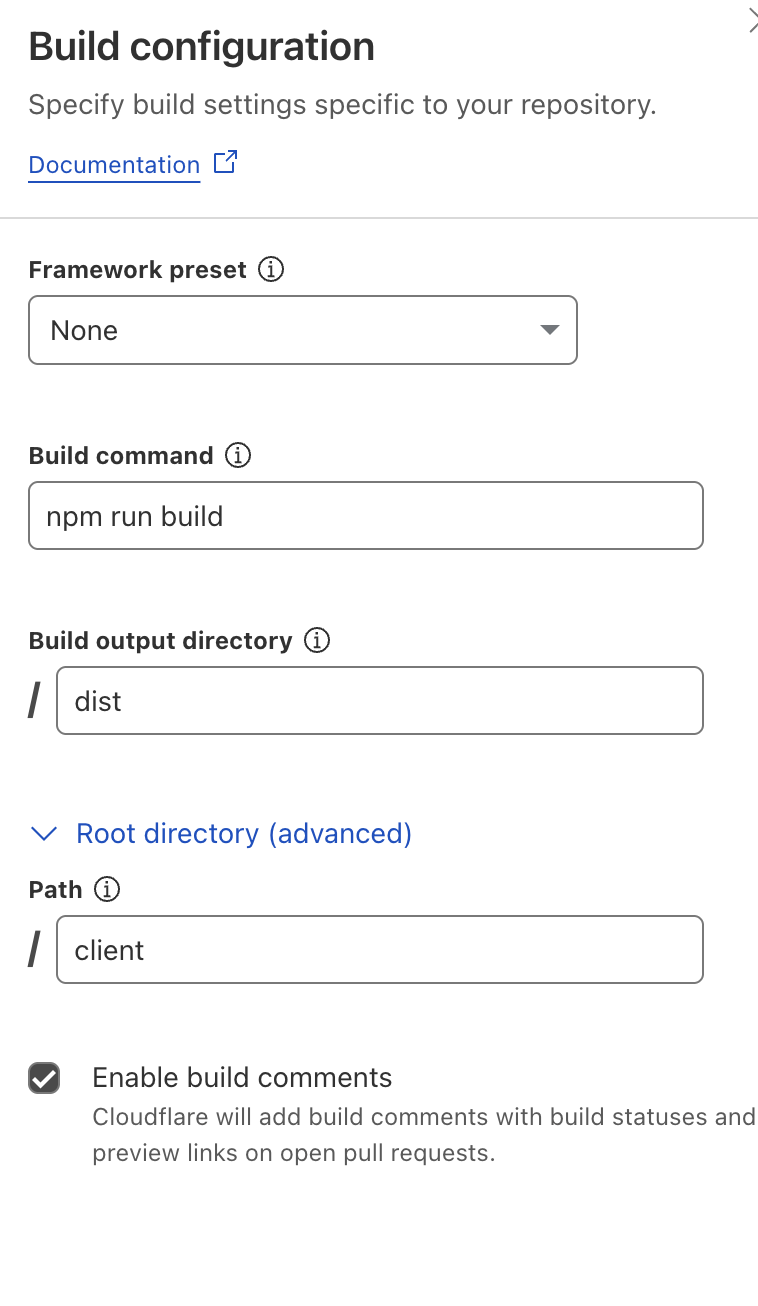 Build configuration
Specify build settings specific to your repository.
Documentation
Framework preset
None
Build command
npm run build
Build output directory
/ dist
Root directory (advanced)
Path
/ client
Enable build comments
Cloudflare will add build comments with build statuses and
preview links on open pull requests.